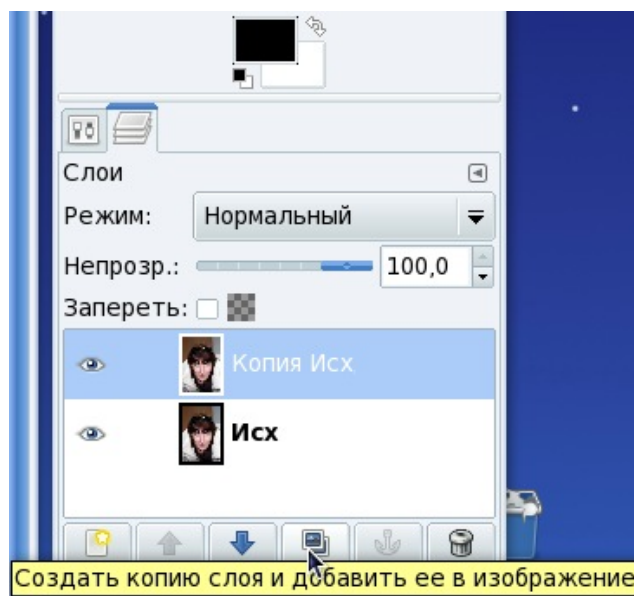 Слои
Режим: Нормальный
Непрозр.: 100,0
Запереть:
Копия Исх
Исх
Создать копию слоя и добавить ее в изображение